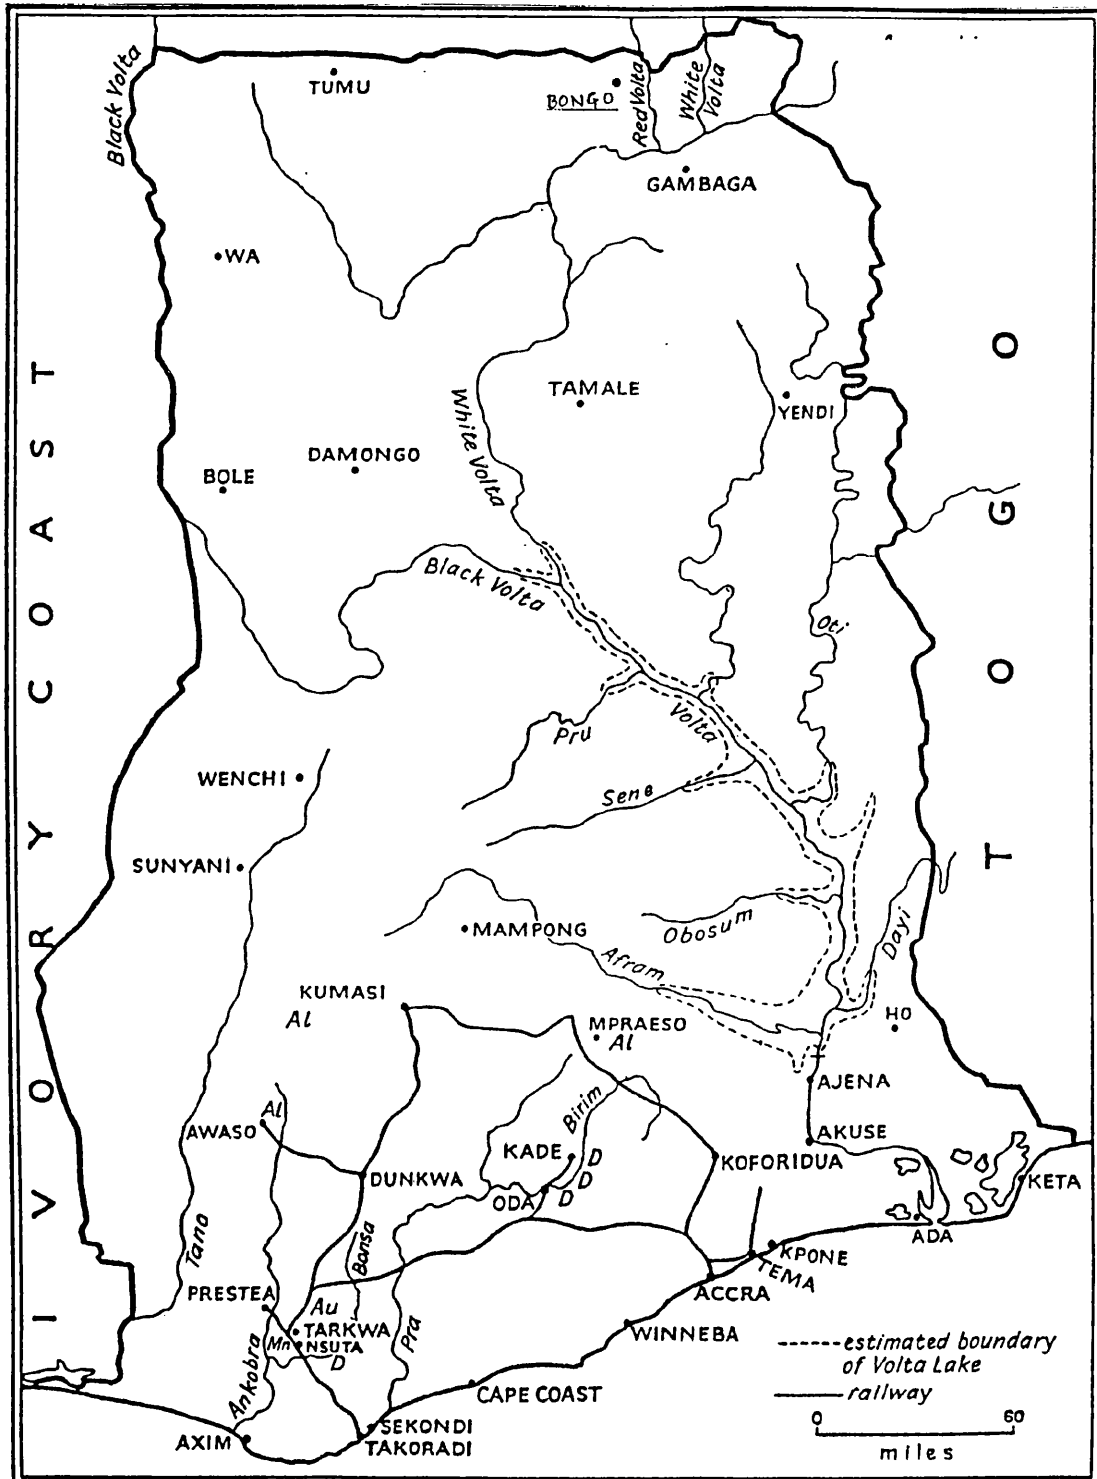 Black Volta
TUMU
BONGO
Red Volta
White
Volta
GAMBAGA
WA
IVORY COAST
TOGO
White Volta
TAMALE
YENDI
BOLE
DAMONGO
Black Volta
Oti
Volta
Pru
WENCHI
Sene
SUNYANI
MAMPONG
Obosum
Dayi
Afram
KUMASI
Al
MPRAESO
Al
HO
AJENA
Al
AWASO
Birim
KADE
D
D
D
ODA
DUNKWA
KOFORIDUA
AKUSE
KETA
ADA
Tano
Bonsa
KPONE
TEMA
ACCRA
PRESTEA
Au
TARKWA
Mn
NSUTA
D
Pra
Ankobra
WINNEBA
CAPE COAST
SEKONDI
TAKORADI
AXIM
estimated boundary
of Volta Lake
railway
0 60
miles